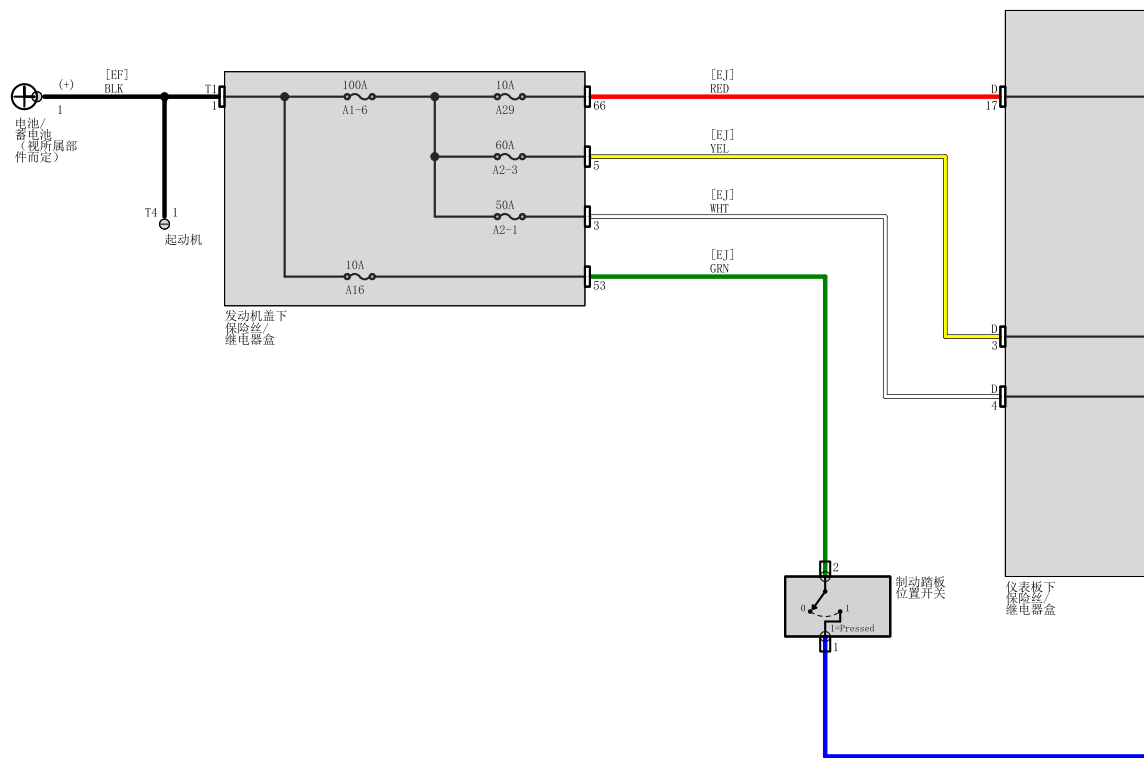 (+)
1
[EF]
BLK
T1
1
电池/
蓄电池
（视所属部
件而定）
T4
1
起动机
100A
A1-6
10A
A29
60A
A2-3
50A
A2-1
10A
A16
发动机盖下
保险丝/
继电器盒
66
[EJ]
RED
D
17
5
[EJ]
YEL
3
[EJ]
WHT
53
[EJ]
GRN
D
3
D
4
仪表板下
保险丝/
继电器盒
2
制动踏板
位置开关
0
1
1=Pressed
1